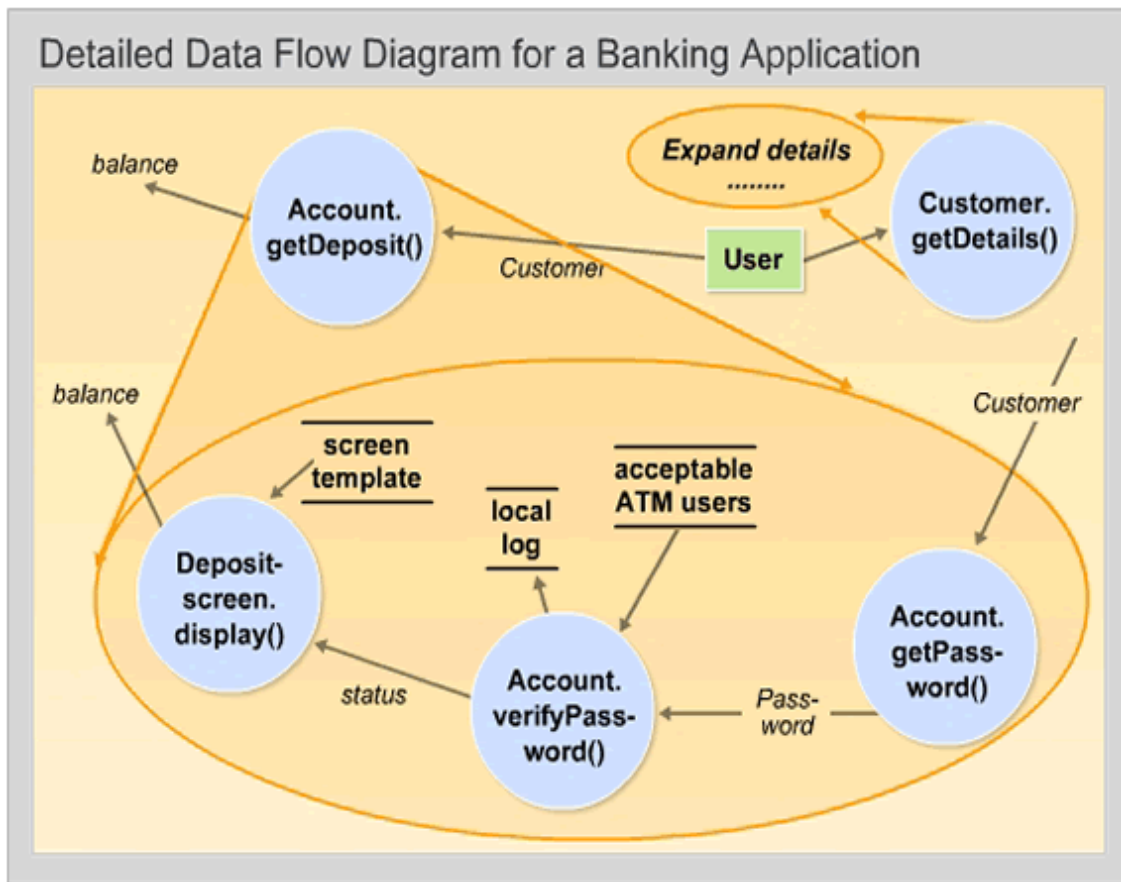 Detailed Data Flow Diagram for a Banking Application
balance
Account.
getDeposit()
Customer
User
Expand details
........
Customer.
getDetails()
balance
screen
template
local
log
acceptable
ATM users
Customer
Deposit-
screen.
display()
status
Account.
verifyPass-
word()
Pass-
word
Account.
getPass-
word()